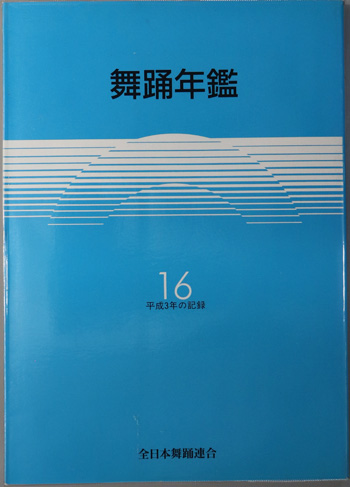 舞踊年鑑
16
平成3年の記録
全日本舞踊連合